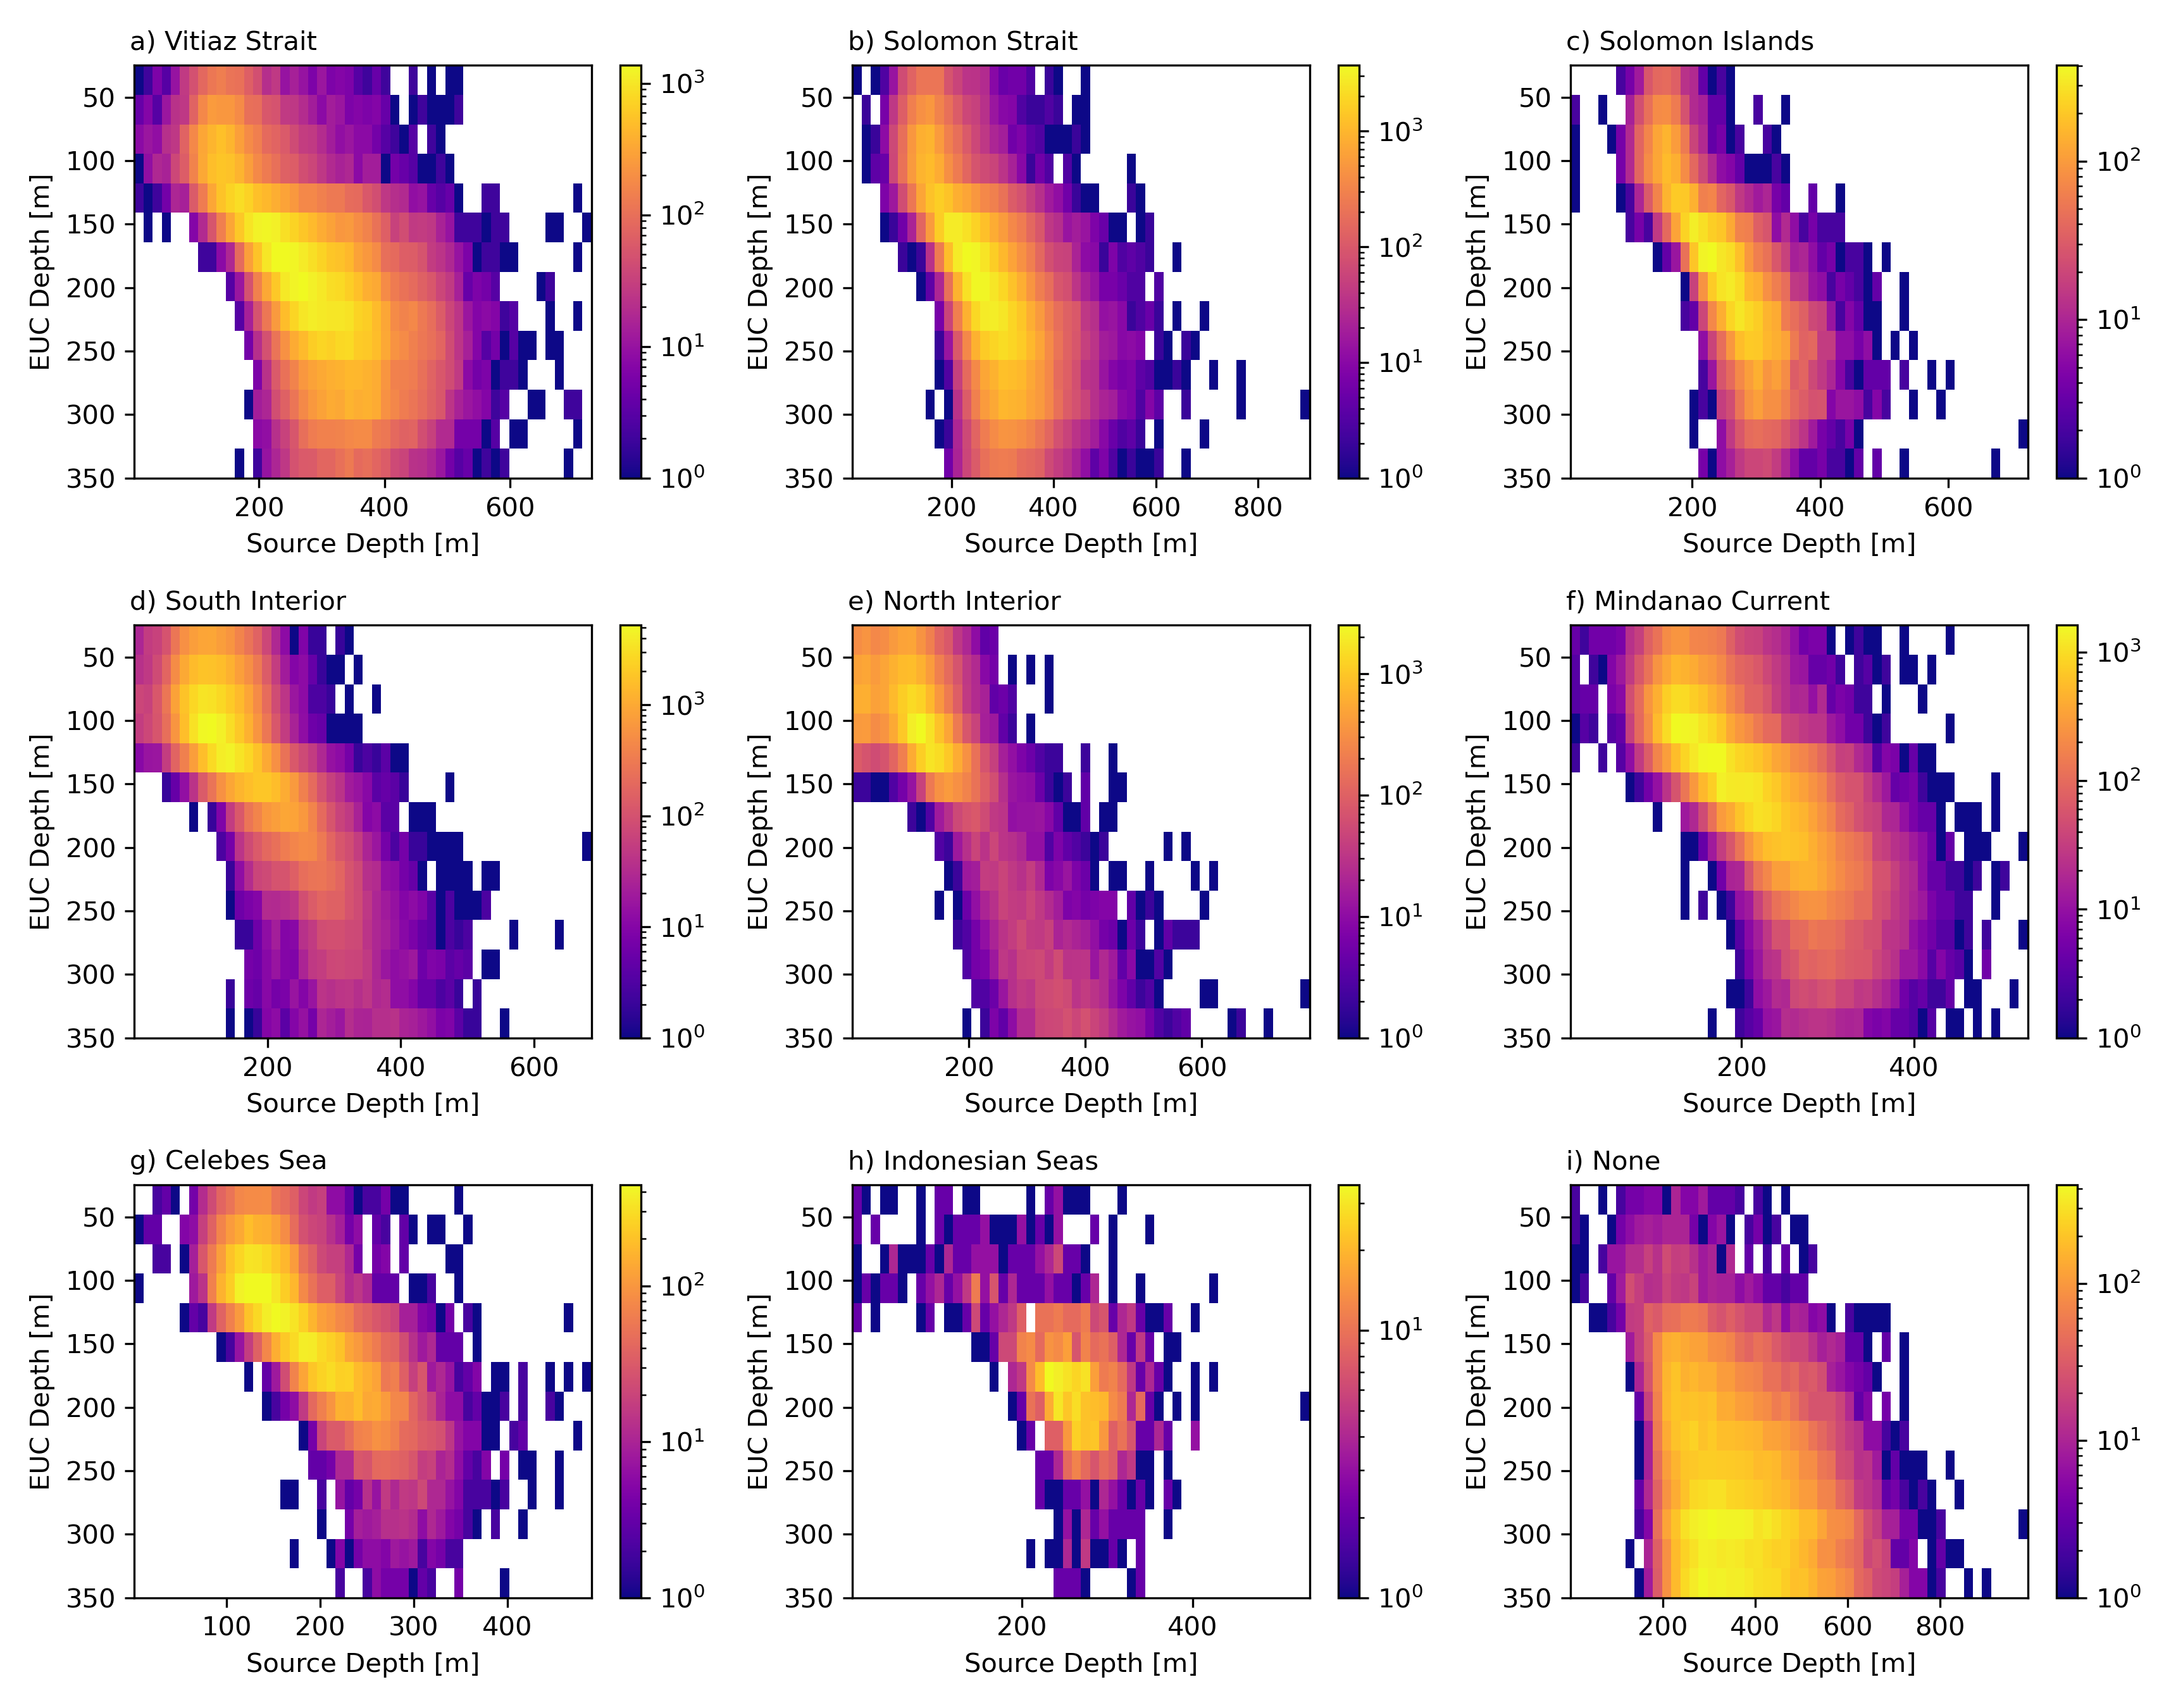 a) Vitiaz Strait
b) Solomon Strait
c) Solomon Islands
50
100
150
200
250
300
350
EUC Depth [m]
200 400 600
Source Depth [m]
10³
10²
10¹
10⁰
50
100
150
200
250
300
350
EUC Depth [m]
200 400 600 800
Source Depth [m]
10³
10²
10¹
10⁰
50
100
150
200
250
300
350
EUC Depth [m]
200 400 600
Source Depth [m]
10²
10¹
10⁰
d) South Interior
e) North Interior
f) Mindanao Current
50
100
150
200
250
300
350
EUC Depth [m]
200 400 600
Source Depth [m]
10³
10²
10¹
10⁰
50
100
150
200
250
300
350
EUC Depth [m]
200 400 600
Source Depth [m]
10³
10²
10¹
10⁰
50
100
150
200
250
300
350
EUC Depth [m]
200 400
Source Depth [m]
10³
10²
10¹
10⁰
g) Celebes Sea
h) Indonesian Seas
i) None
50
100
150
200
250
300
350
EUC Depth [m]
100 200 300 400
Source Depth [m]
10²
10¹
10⁰
50
100
150
200
250
300
350
EUC Depth [m]
200 400
Source Depth [m]
10¹
10⁰
50
100
150
200
250
300
350
EUC Depth [m]
200 400 600 800
Source Depth [m]
10²
10¹
10⁰